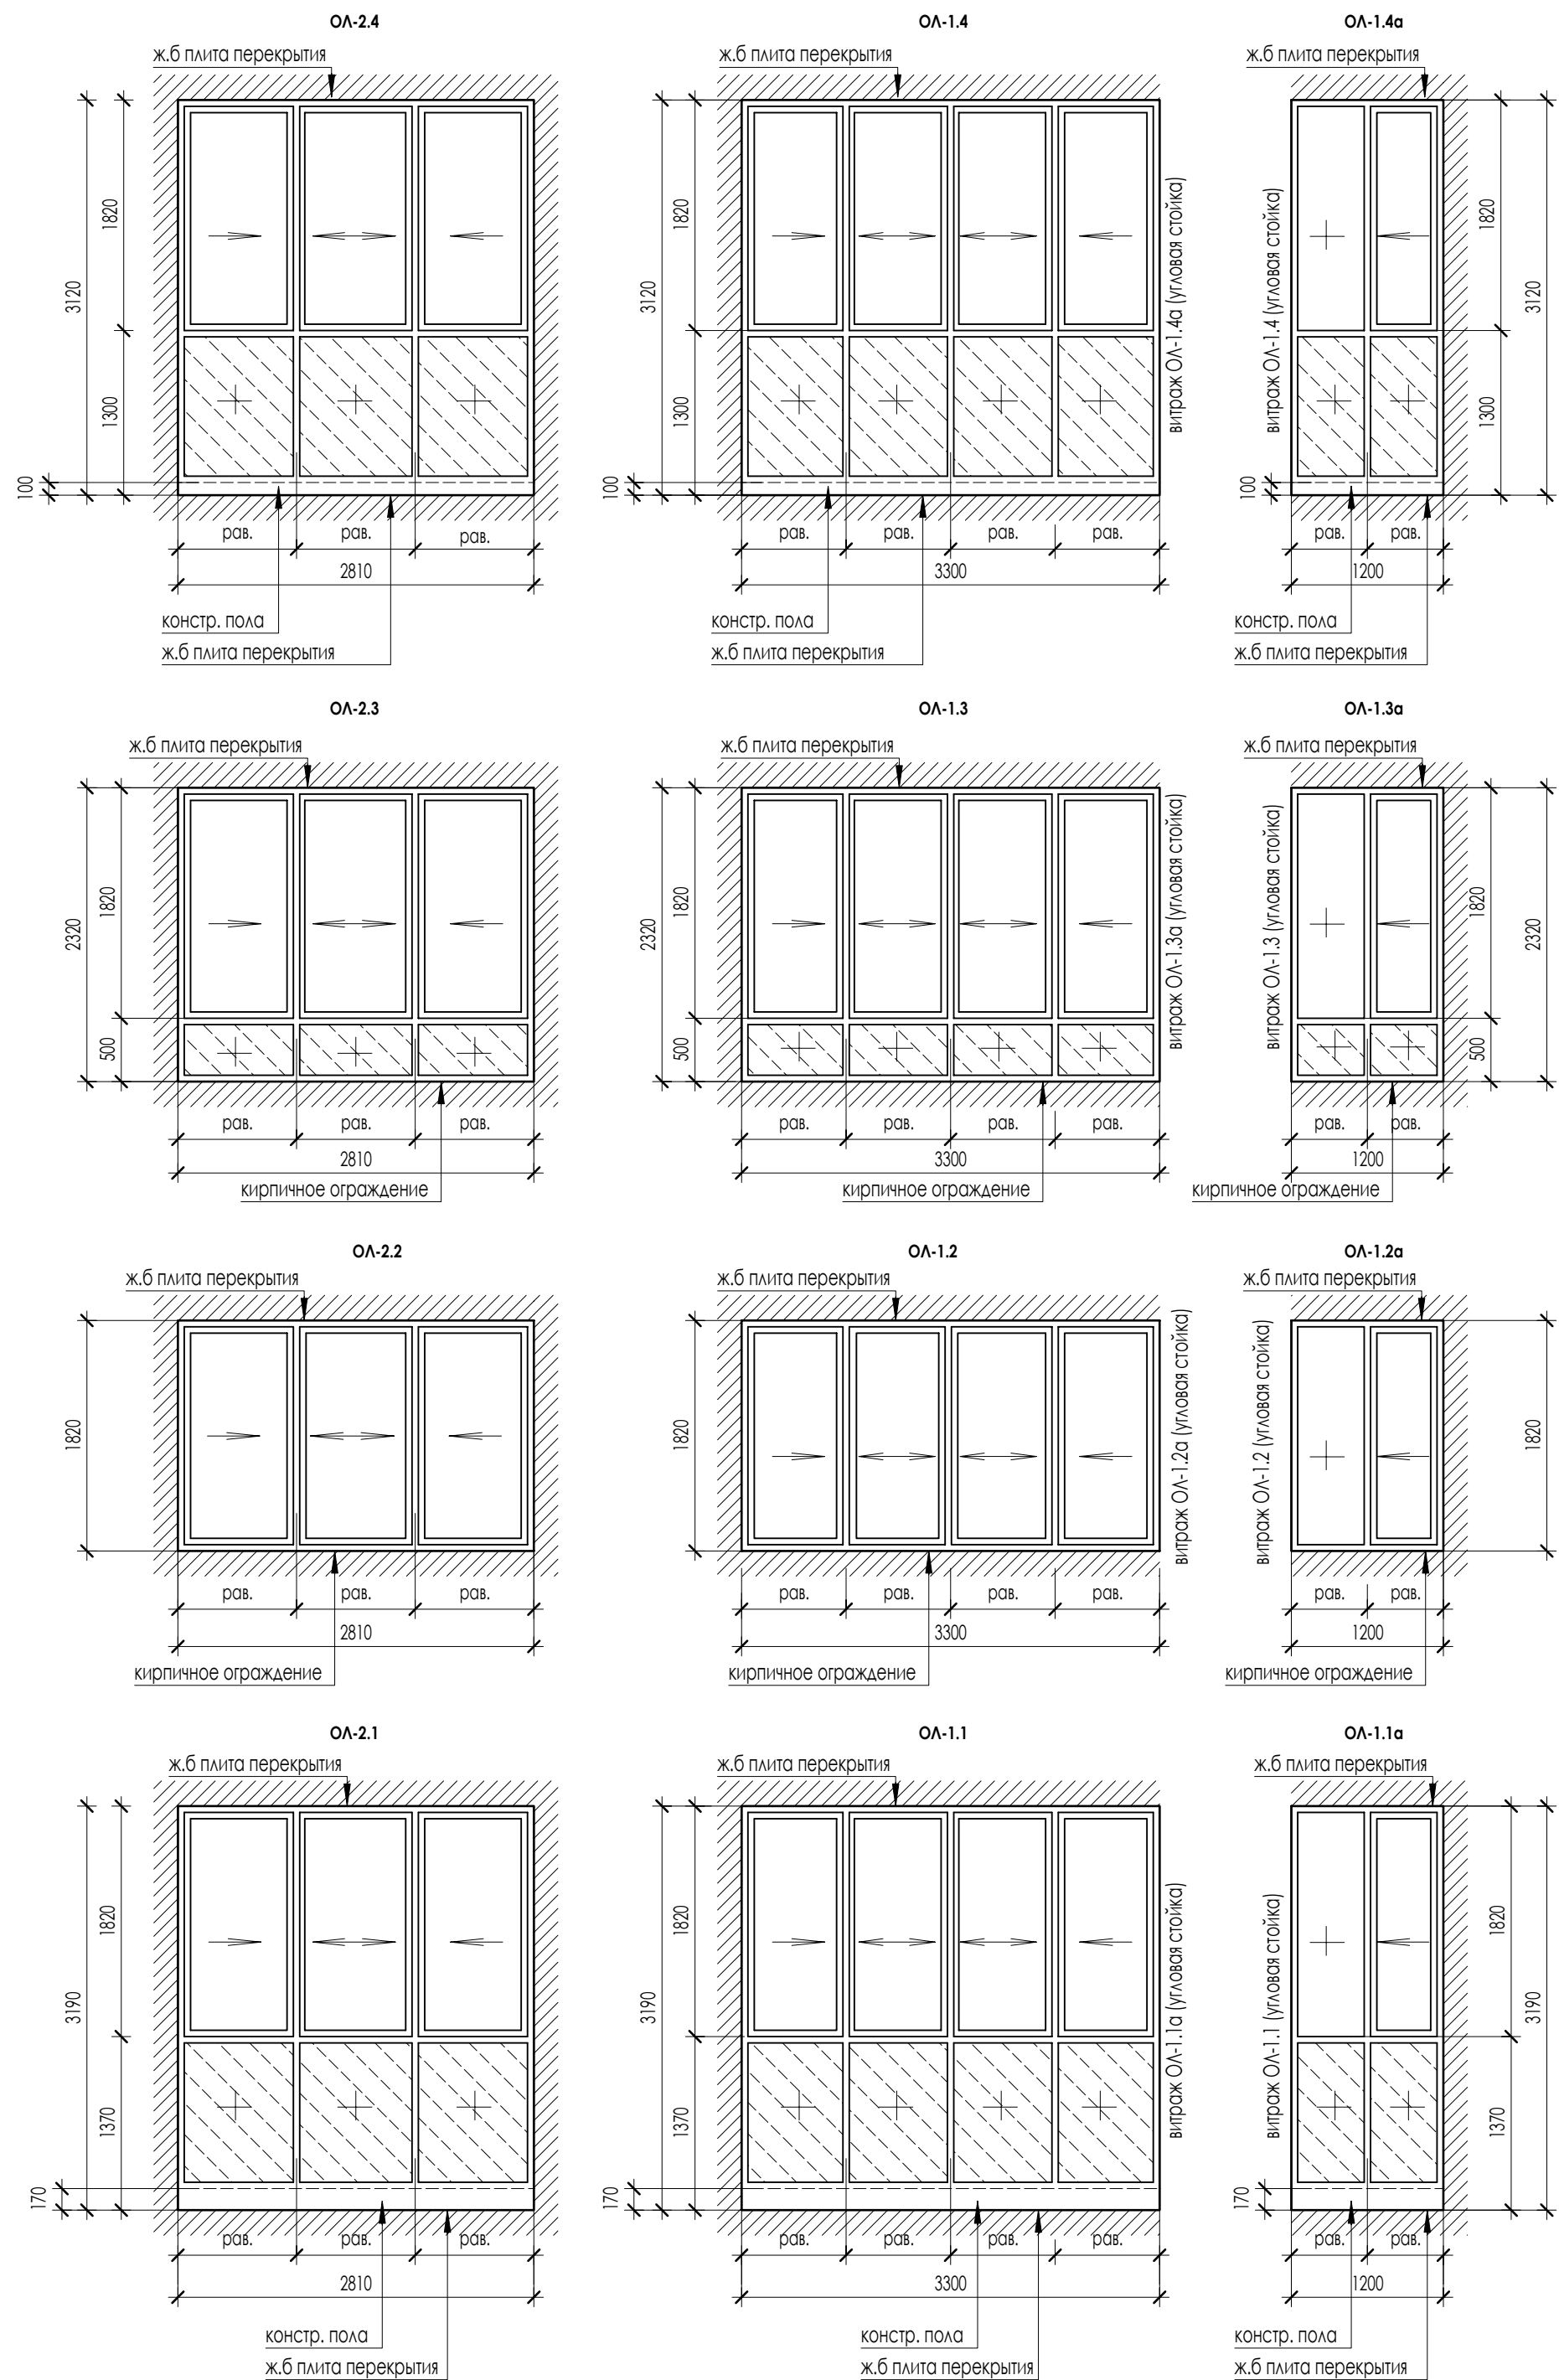 ОЛ-2.4
ж.б плита перекрытия
3120
1820
1300
100
рав.
рав.
рав.
2810
констр. пола
ж.б плита перекрытия
ОЛ-1.4
ж.б плита перекрытия
3120
1820
1300
100
витраж ОЛ-1.4а (угловая стойка)
рав.
рав.
рав.
рав.
3300
констр. пола
ж.б плита перекрытия
ОЛ-1.4а
ж.б плита перекрытия
витраж ОЛ-1.4 (угловая стойка)
1820
3120
1300
100
рав.
рав.
1200
констр. пола
ж.б плита перекрытия
ОЛ-2.3
ж.б плита перекрытия
2320
1820
500
рав.
рав.
рав.
2810
кирпичное ограждение
ОЛ-1.3
ж.б плита перекрытия
2320
1820
500
витраж ОЛ-1.3а (угловая стойка)
рав.
рав.
рав.
рав.
3300
кирпичное ограждение
ОЛ-1.3а
ж.б плита перекрытия
витраж ОЛ-1.3 (угловая стойка)
1820
2320
500
рав.
рав.
1200
кирпичное ограждение
ОЛ-2.2
ж.б плита перекрытия
1820
рав.
рав.
рав.
2810
кирпичное ограждение
ОЛ-1.2
ж.б плита перекрытия
1820
витраж ОЛ-1.2а (угловая стойка)
рав.
рав.
рав.
рав.
3300
кирпичное ограждение
ОЛ-1.2а
ж.б плита перекрытия
витраж ОЛ-1.2 (угловая стойка)
1820
рав.
рав.
1200
кирпичное ограждение
ОЛ-2.1
ж.б плита перекрытия
3190
1820
1370
170
рав.
рав.
рав.
2810
констр. пола
ж.б плита перекрытия
ОЛ-1.1
ж.б плита перекрытия
3190
1820
1370
170
витраж ОЛ-1.1а (угловая стойка)
рав.
рав.
рав.
рав.
3300
констр. пола
ж.б плита перекрытия
ОЛ-1.1а
ж.б плита перекрытия
витраж ОЛ-1.1 (угловая стойка)
1820
3190
1370
170
рав.
рав.
1200
констр. пола
ж.б плита перекрытия